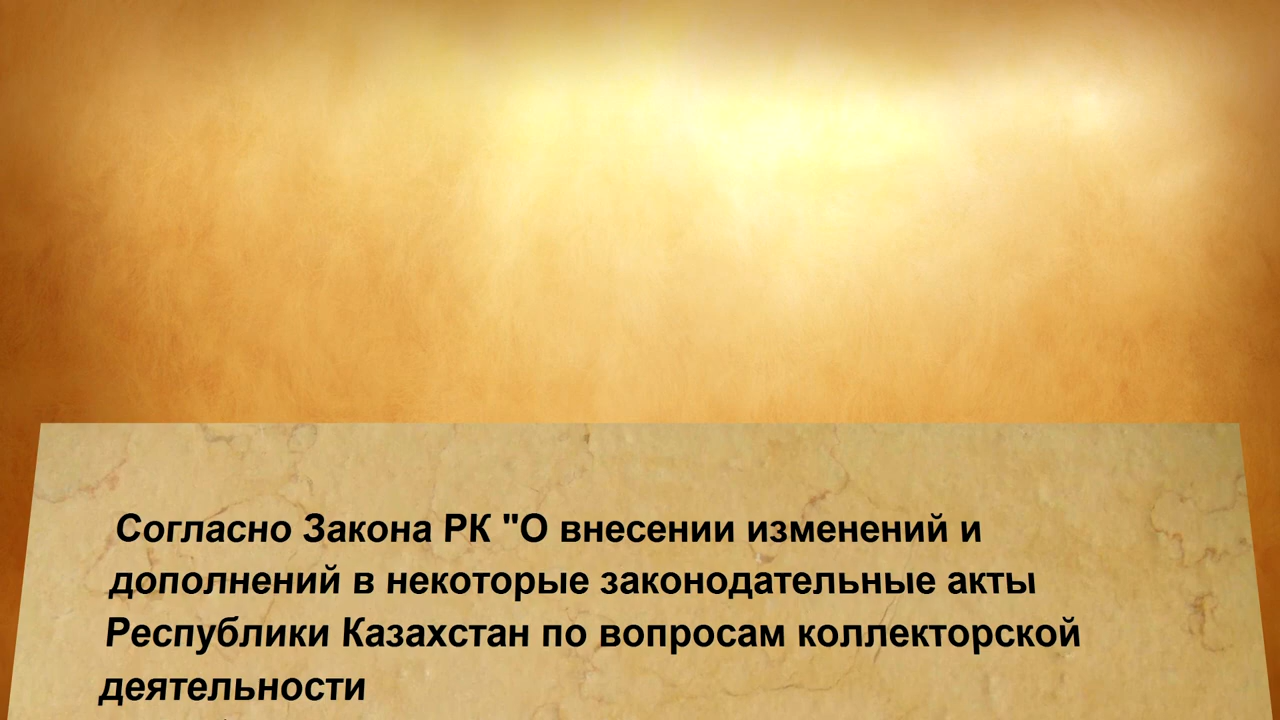 Согласно Закона РК "О внесении изменений и
дополнений в некоторые законодательные акты
Республики Казахстан по вопросам коллекторской
деятельности